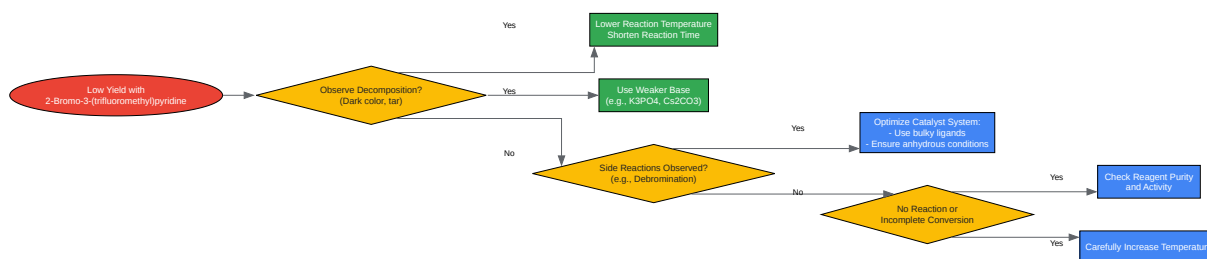 Yes
Lower Reaction Temperature
Shorten Reaction Time
Low Yield with
2-Bromo-3-(trifluoromethyl)pyridine
Observe Decomposition?
(Dark color, tar)
Yes
Use Weaker Base
(e.g., K3PO4, Cs2CO3)
No
Yes
Optimize Catalyst System:
- Use bulky ligands
- Ensure anhydrous conditions
Side Reactions Observed?
(e.g., Debromination)
No
Yes
Check Reagent Purity
and Activity
No Reaction or
Incomplete Conversion
Yes
Carefully Increase Temperatur